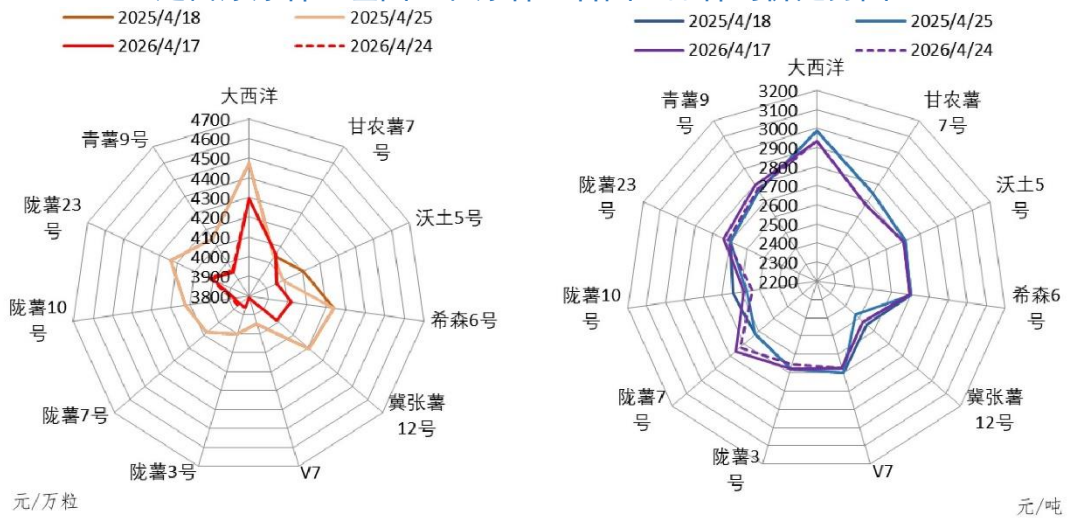 2025/4/18
2025/4/25
2026/4/17
2026/4/24
大西洋
甘农薯7
号
沃土5号
希森6号
冀张薯
12号
V7
陇薯3号
陇薯7号
陇薯10
号
陇薯23
号
青薯9号
4700
4600
4500
4400
4300
4200
4100
4000
3900
3800
元/万粒
2025/4/18
2025/4/25
2026/4/17
2026/4/24
大西洋
甘农薯
7号
沃土5
号
希森6
号
冀张薯
12号
V7
陇薯3
号
陇薯7
号
陇薯10
号
陇薯23
号
青薯9
号
3200
3100
3000
2900
2800
2700
2600
2500
2400
2300
2200
元/吨